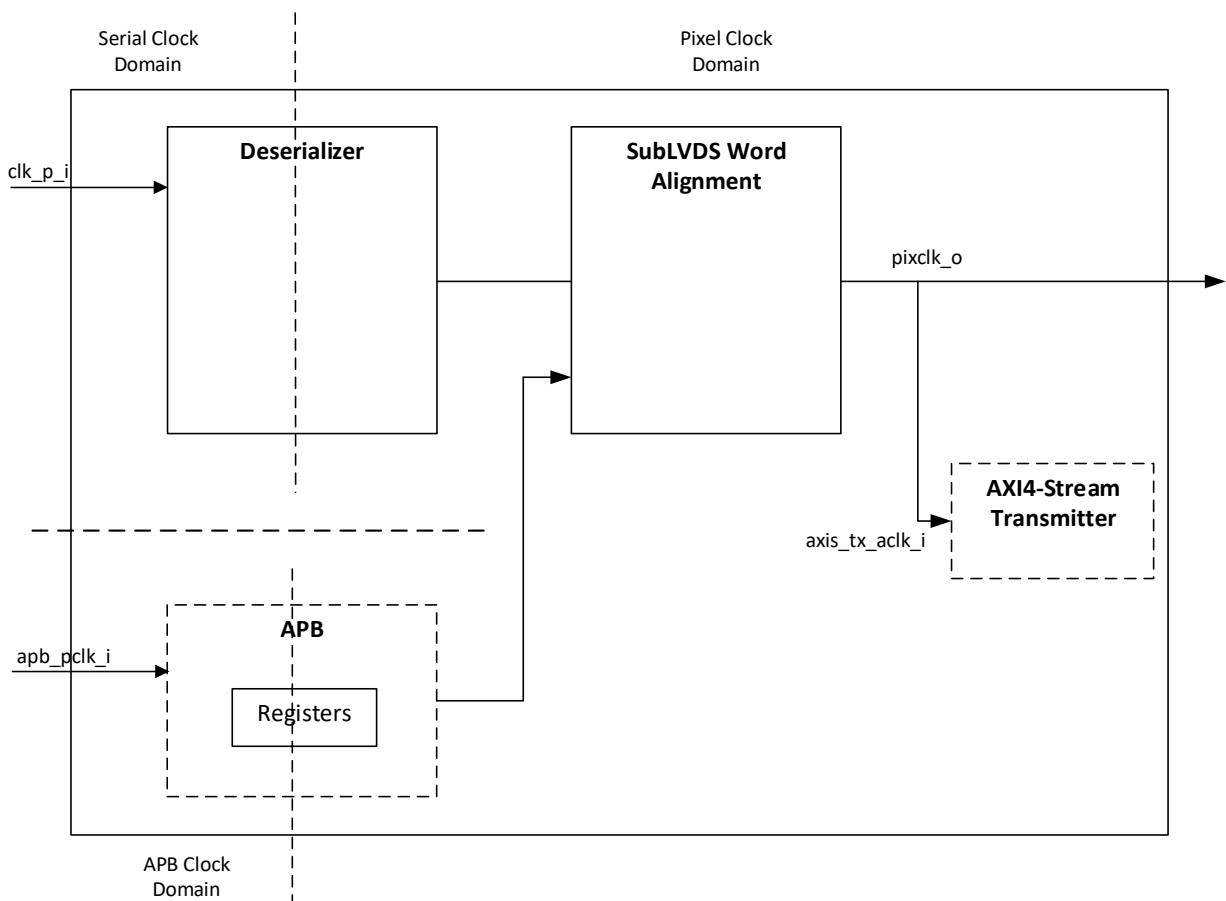 Serial Clock
Domain
Pixel Clock
Domain
Deserializer
SubLVDS Word
Alignment
clk_p_i
pixclk_o
AXI4-Stream
Transmitter
axis_tx_aclk_i
APB
apb_pclk_i
Registers
APB Clock
Domain